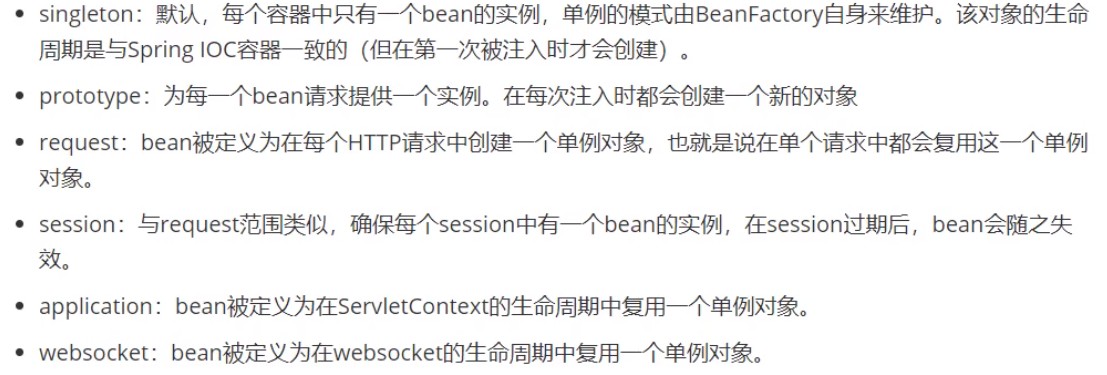 • singleton：默认，每个容器中只有一个bean的实例，单例的模式由BeanFactory自身来维护。该对象的生命
周期是与Spring IOC容器一致的（但在第一次被注入时才会创建）。
• prototype：为每一个bean请求提供一个实例。在每次注入时都会创建一个新的对象
• request：bean被定义为在每个HTTP请求中创建一个单例对象，也就是说在单个请求中都会复用这一个单例
对象。
• session：与request范围类似，确保每个session中有一个bean的实例，在session过期后，bean会随之失
效。
• application：bean被定义为在ServletContext的生命周期中复用一个单例对象。
• websocket：bean被定义为在websocket的生命周期中复用一个单例对象。